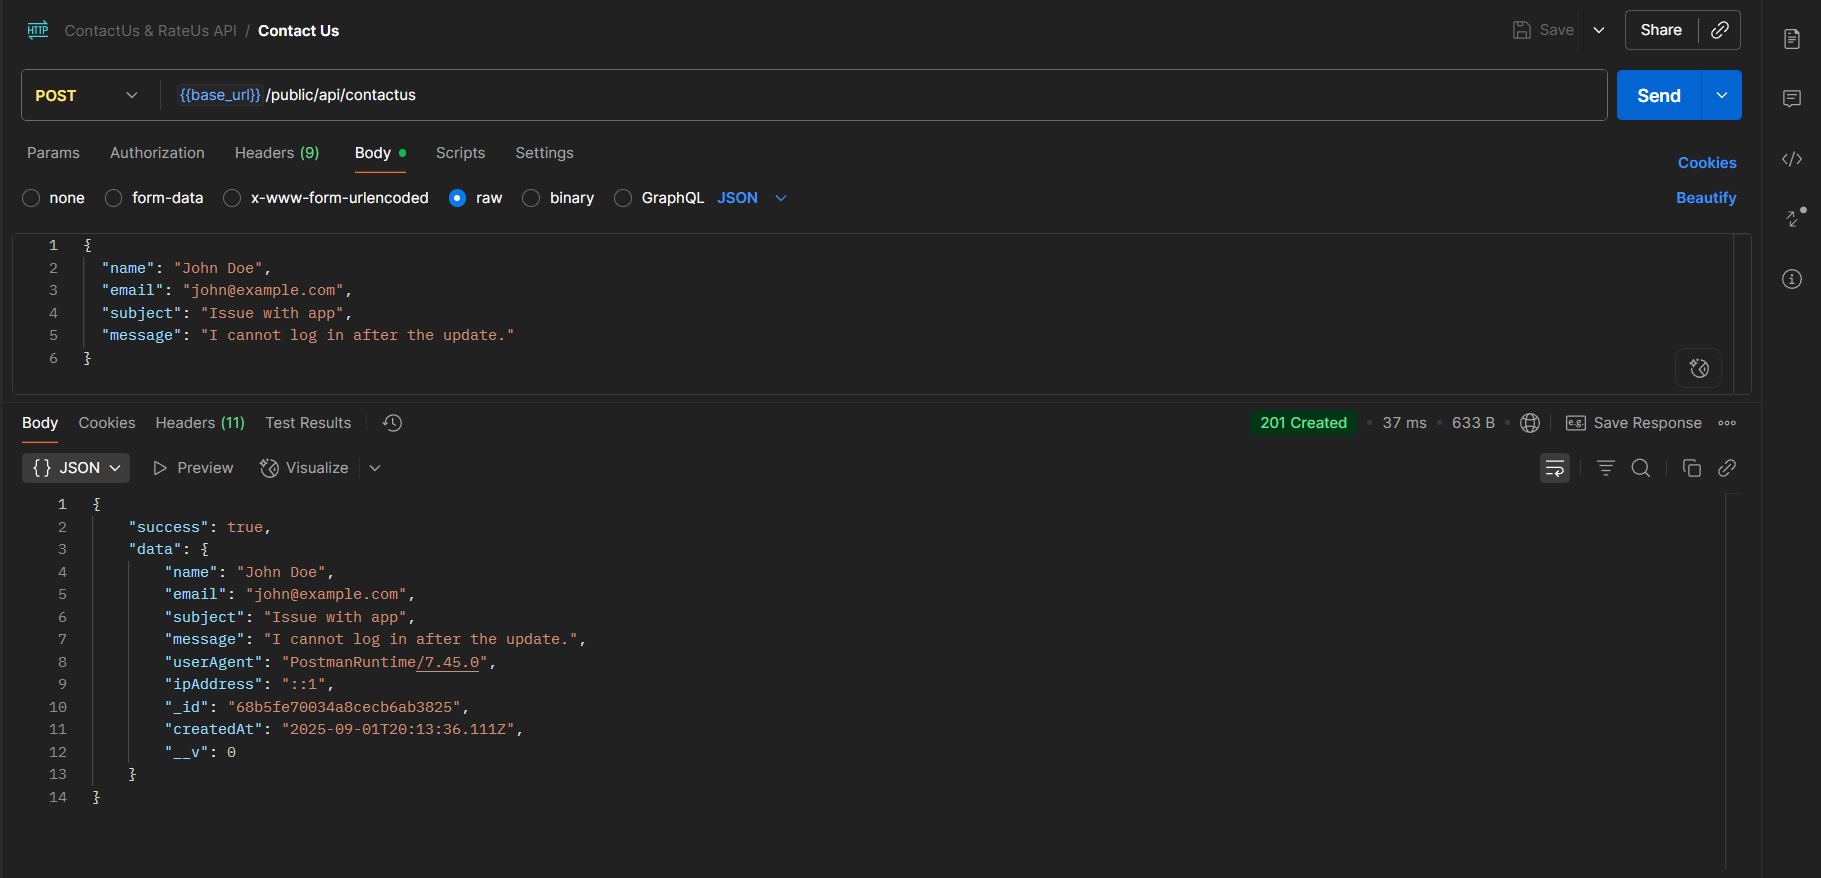 HTTP ContactUs & RateUs API / Contact Us Save Share
POST {{base_url}}/public/api/contactus Send
Params Authorization Headers (9) Body Scripts Settings Cookies
none form-data x-www-form-urlencoded raw binary GraphQL JSON Beautify
1 {
2 "name": "John Doe",
3 "email": "john@example.com",
4 "subject": "Issue with app",
5 "message": "I cannot log in after the update."
6 }
Body Cookies Headers (11) Test Results 201 Created 37 ms 633 B e.g. Save Response
{} JSON Preview Visualize
1 {
2 "success": true,
3 "data": {
4 "name": "John Doe",
5 "email": "john@example.com",
6 "subject": "Issue with app",
7 "message": "I cannot log in after the update.",
8 "userAgent": "PostmanRuntime/7.45.0",
9 "ipAddress": "::1",
10 "_id": "68b5fe70034a8cecb6ab3825",
11 "createdAt": "2025-09-01T20:13:36.111Z",
12 "__v": 0
13 }
14 }